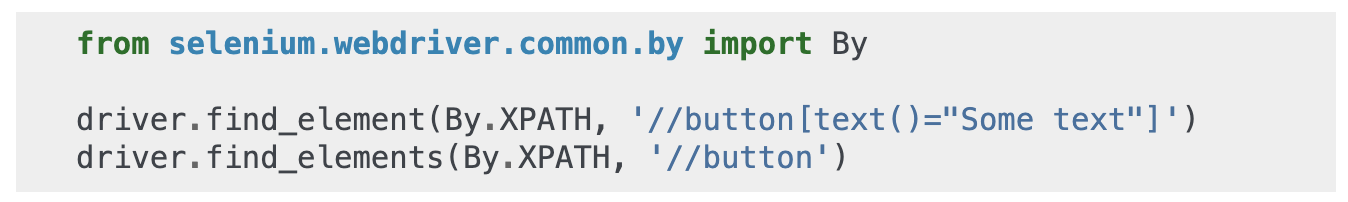 from selenium.webdriver.common.by import By
driver.find_element(By.XPATH, '//button[text()="Some text"]')
driver.find_elements(By.XPATH, '//button')